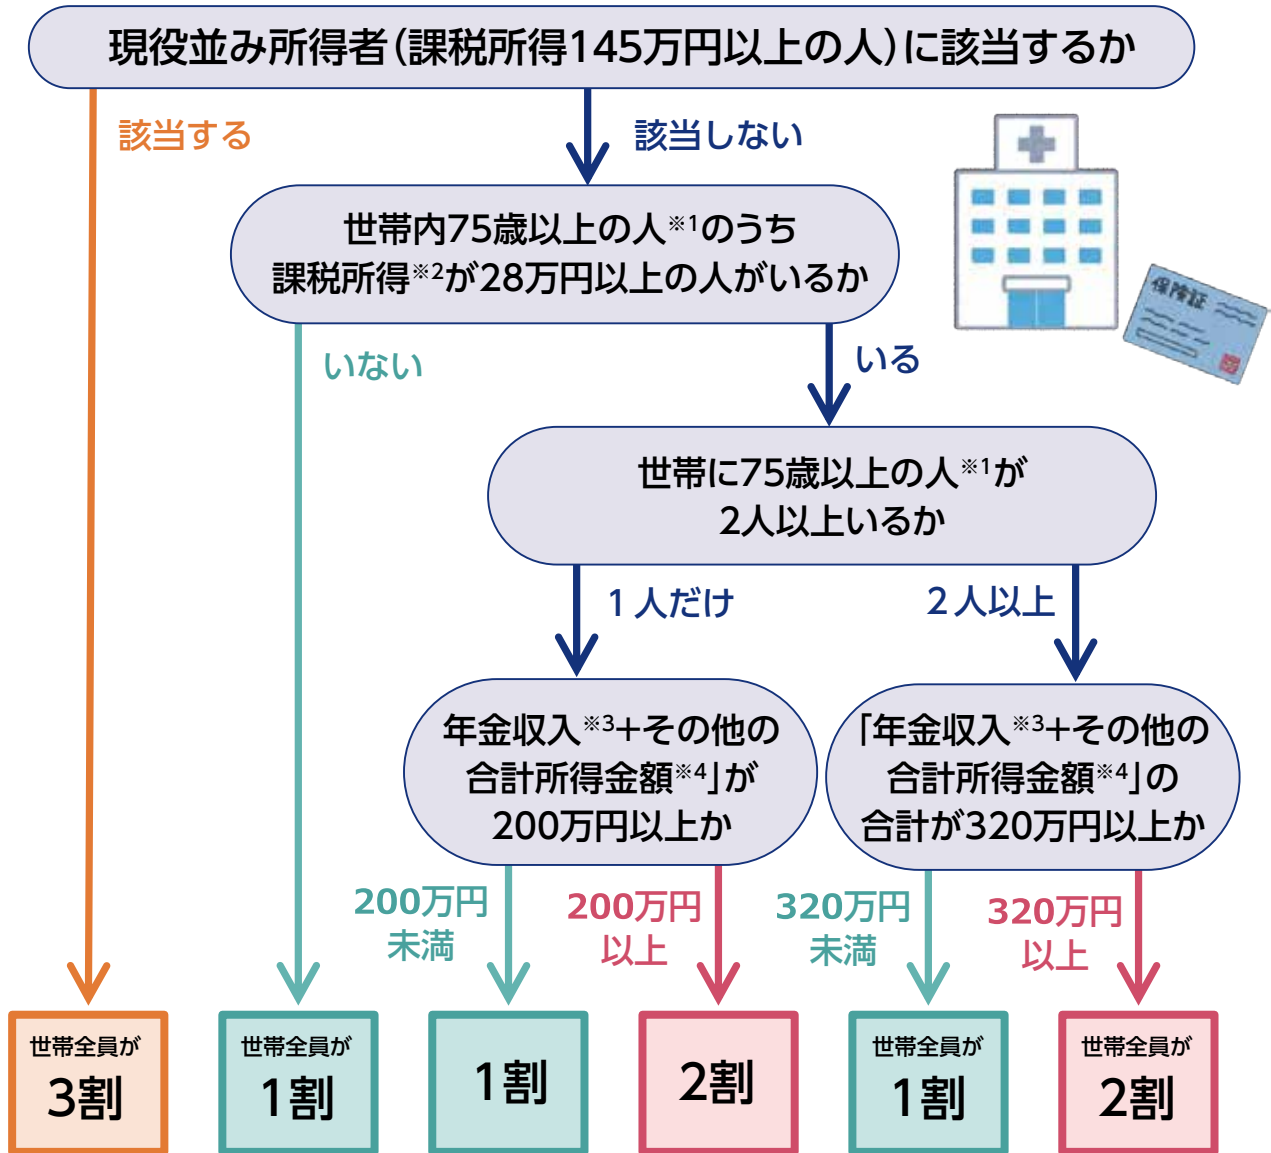 現役並み所得者(課税所得145万円以上の人)に該当するか
該当する
該当しない
世帯内75歳以上の人※1のうち
課税所得※2が28万円以上の人がいるか
保険証
いない
いる
世帯に75歳以上の人※1が
2人以上いるか
1人だけ
2人以上
年金収入※3+その他の
合計所得金額※4」が
200万円以上か
「年金収入※3+その他の
合計所得金額※4」の
合計が320万円以上か
200万円
未満
200万円
以上
320万円
未満
320万円
以上
世帯全員が
3割
世帯全員が
1割
1割
2割
世帯全員が
1割
世帯全員が
2割